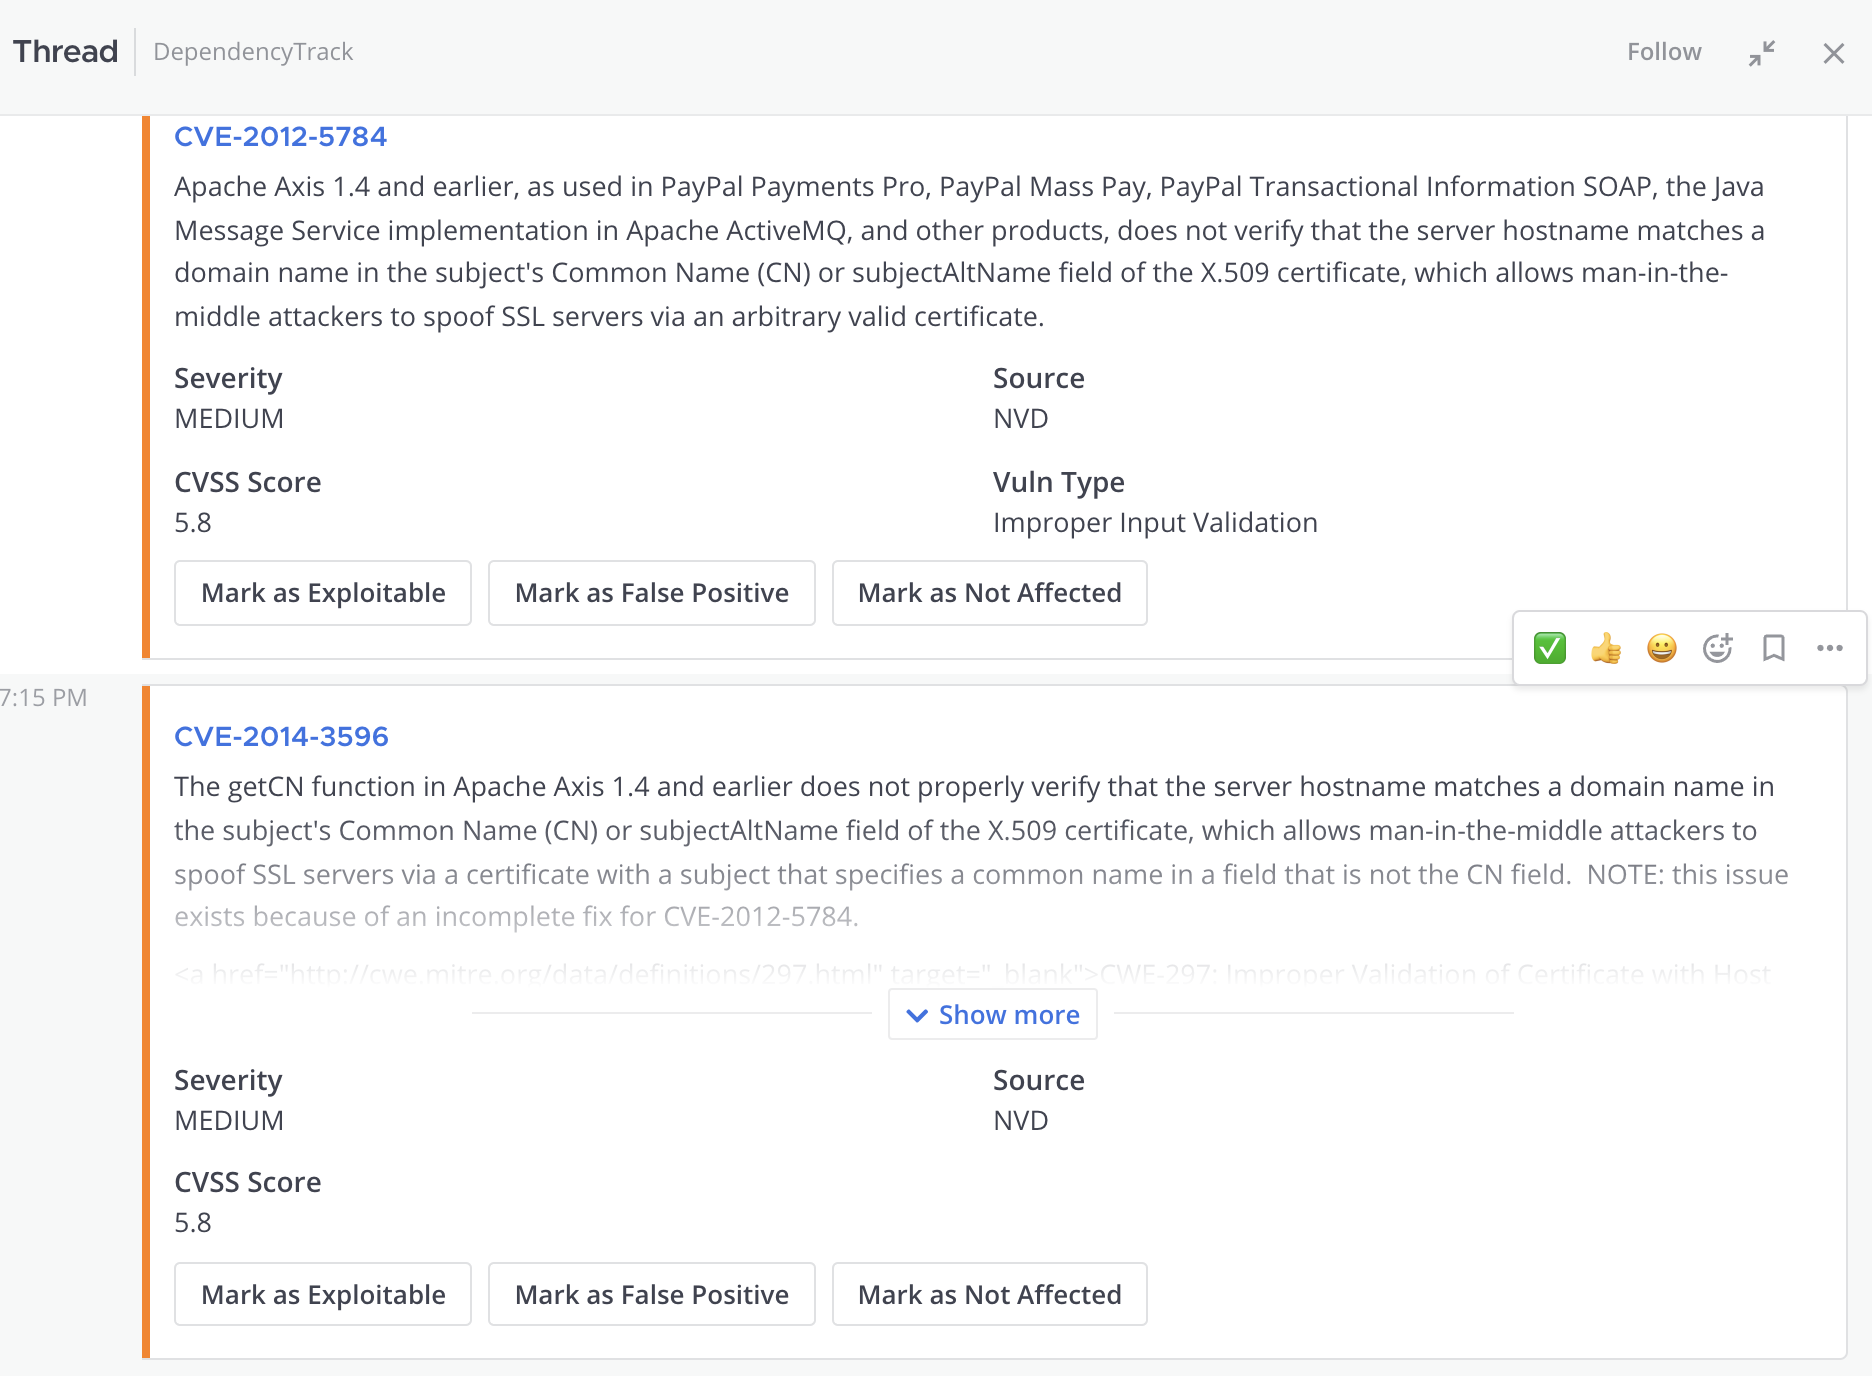 Thread DependencyTrack Follow
CVE-2012-5784
Apache Axis 1.4 and earlier, as used in PayPal Payments Pro, PayPal Mass Pay, PayPal Transactional Information SOAP, the Java
Message Service implementation in Apache ActiveMQ, and other products, does not verify that the server hostname matches a
domain name in the subject's Common Name (CN) or subjectAltName field of the X.509 certificate, which allows man-in-the-
middle attackers to spoof SSL servers via an arbitrary valid certificate.
Severity Source
MEDIUM NVD
CVSS Score Vuln Type
5.8 Improper Input Validation
Mark as Exploitable Mark as False Positive Mark as Not Affected
7:15 PM
CVE-2014-3596
The getCN function in Apache Axis 1.4 and earlier does not properly verify that the server hostname matches a domain name in
the subject's Common Name (CN) or subjectAltName field of the X.509 certificate, which allows man-in-the-middle attackers to
spoof SSL servers via a certificate with a subject that specifies a common name in a field that is not the CN field.  NOTE: this issue
exists because of an incomplete fix for CVE-2012-5784.
<a href="http://cwe.mitre.org/data/definitions/297.html" target="_blank">CWE-297: Improper Validation of Certificate with Host
Show more
Severity Source
MEDIUM NVD
CVSS Score
5.8
Mark as Exploitable Mark as False Positive Mark as Not Affected